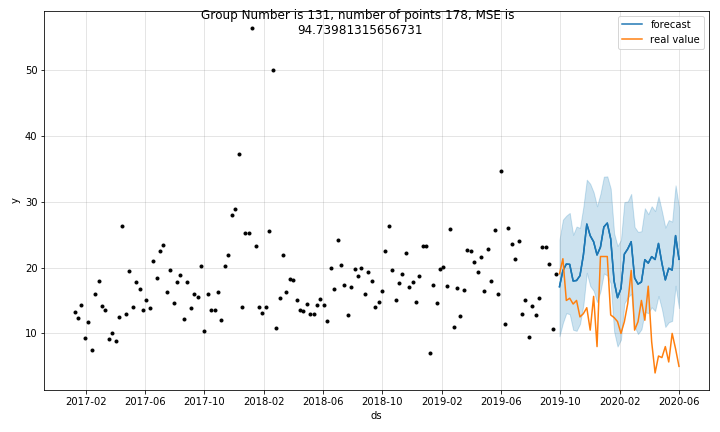 Group Number is 131, number of points 178, MSE is
94.73981315656731
forecast
real value
y
50
40
30
20
10
2017-02 2017-06 2017-10 2018-02 2018-06 2018-10 2019-02 2019-06 2019-10 2020-02 2020-06
ds